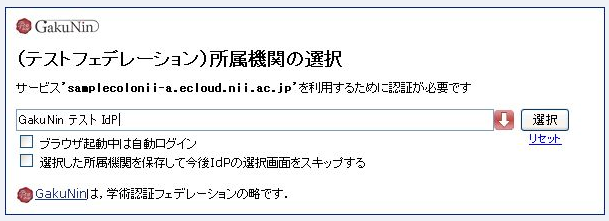 GakuNin
(テストフェデレーション)所属機関の選択
サービス'samplecolonii-a.ecloud.nii.ac.jp'を利用するために認証が必要です
GakuNin テスト IdP 選択
リセット
ブラウザ起動中は自動ログイン
選択した所属機関を保存して今後IdPの選択画面をスキップする
GakuNinは，学術認証フェデレーションの略です．